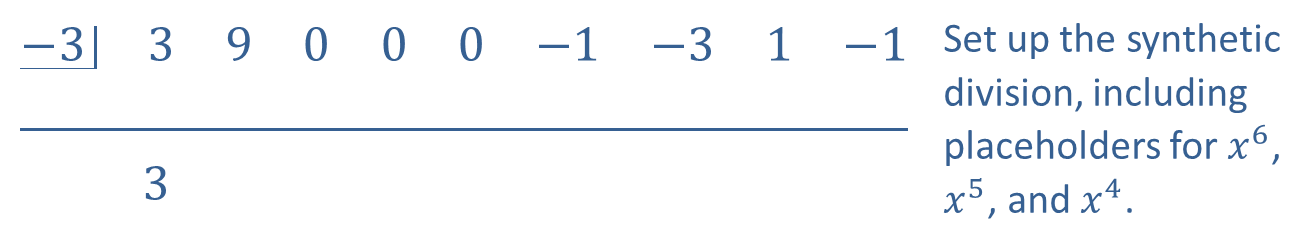 −3| 3 9 0 0 0 −1 −3 1 −1
3
Set up the synthetic
division, including
placeholders for x⁶,
x⁵, and x⁴.